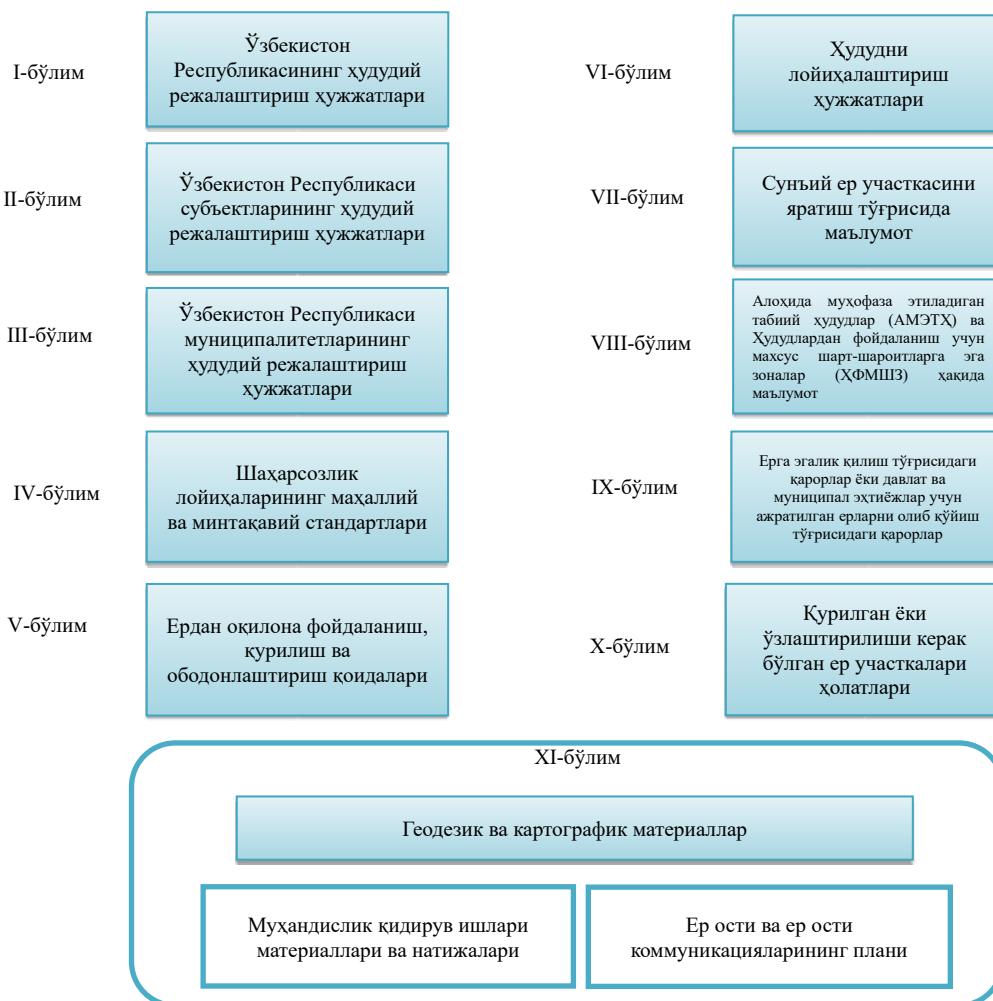 I-бўлим
Ўзбекистон
Республикасининг ҳудудий
режалаштириш ҳужжатлари
II-бўлим
Ўзбекистон Республикаси
субъектларининг ҳудудий
режалаштириш ҳужжатлари
III-бўлим
Ўзбекистон Республикаси
муниципалитетларининг
ҳудудий режалаштириш
ҳужжатлари
IV-бўлим
Шаҳарсозлик
лойиҳаларининг маҳаллий
ва минтақавий стандартлари
V-бўлим
Ердан оқилона фойдаланиш,
қурилиш ва
ободонлаштириш қоидалари
VI-бўлим
Ҳудудни
лойиҳалаштириш
ҳужжатлари
VII-бўлим
Сунъий ер участкасини
яратиш тўғрисида
маълумот
VIII-бўлим
Алоҳида муҳофаза этиладиган
табиий ҳудудлар (АМЭТҲ) ва
Ҳудудлардан фойдаланиш учун
махсус шарт-шароитларга эга
зоналар (ҲФМШЗ) ҳақида
маълумот
IX-бўлим
Ерга эгалик қилиш тўғрисидаги
қарорлар ёки давлат ва
муниципал эҳтиёжлар учун
ажратилган ерларни олиб қўйиш
тўғрисидаги қарорлар
X-бўлим
Қурилган ёки
ўзлаштирилиши керак
бўлган ер участкалари
ҳолатлари
XI-бўлим
Геодезик ва картографик материаллар
Муҳандислик қидирув ишлари
материаллари ва натижалари
Ер ости ва ер ости
коммуникацияларининг плани